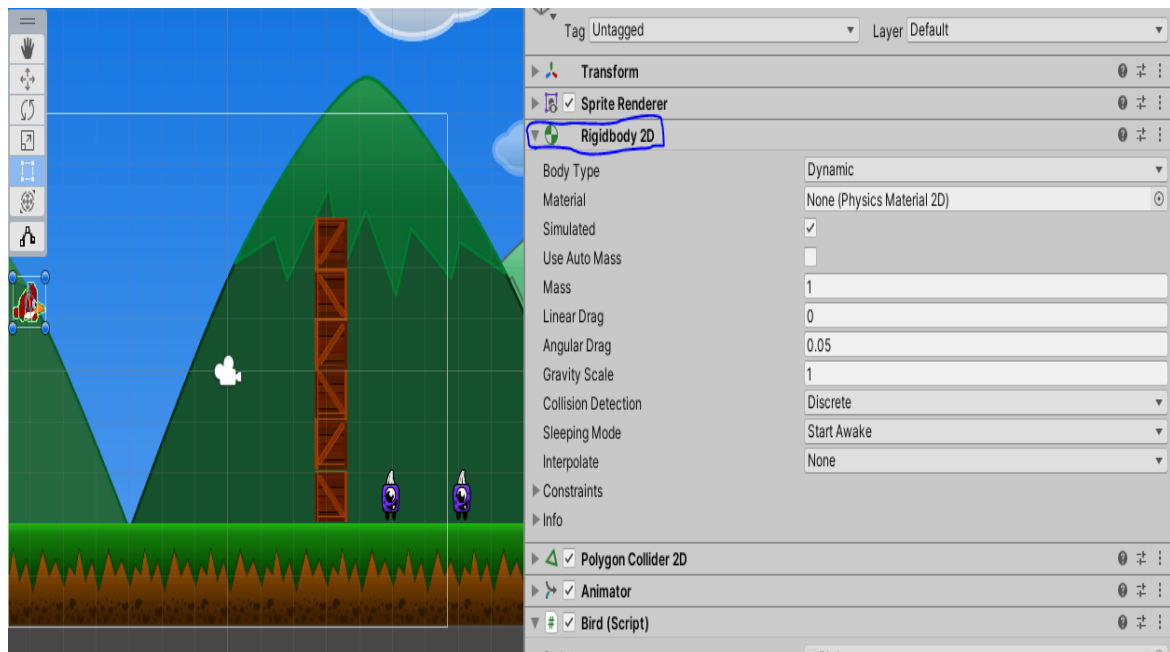 Tag Untagged Layer Default
Transform
Sprite Renderer
Rigidbody 2D
Body Type Dynamic
Material None (Physics Material 2D)
Simulated
Use Auto Mass
Mass 1
Linear Drag 0
Angular Drag 0.05
Gravity Scale 1
Collision Detection Discrete
Sleeping Mode Start Awake
Interpolate None
Constraints
Info
Polygon Collider 2D
Animator
# Bird (Script)